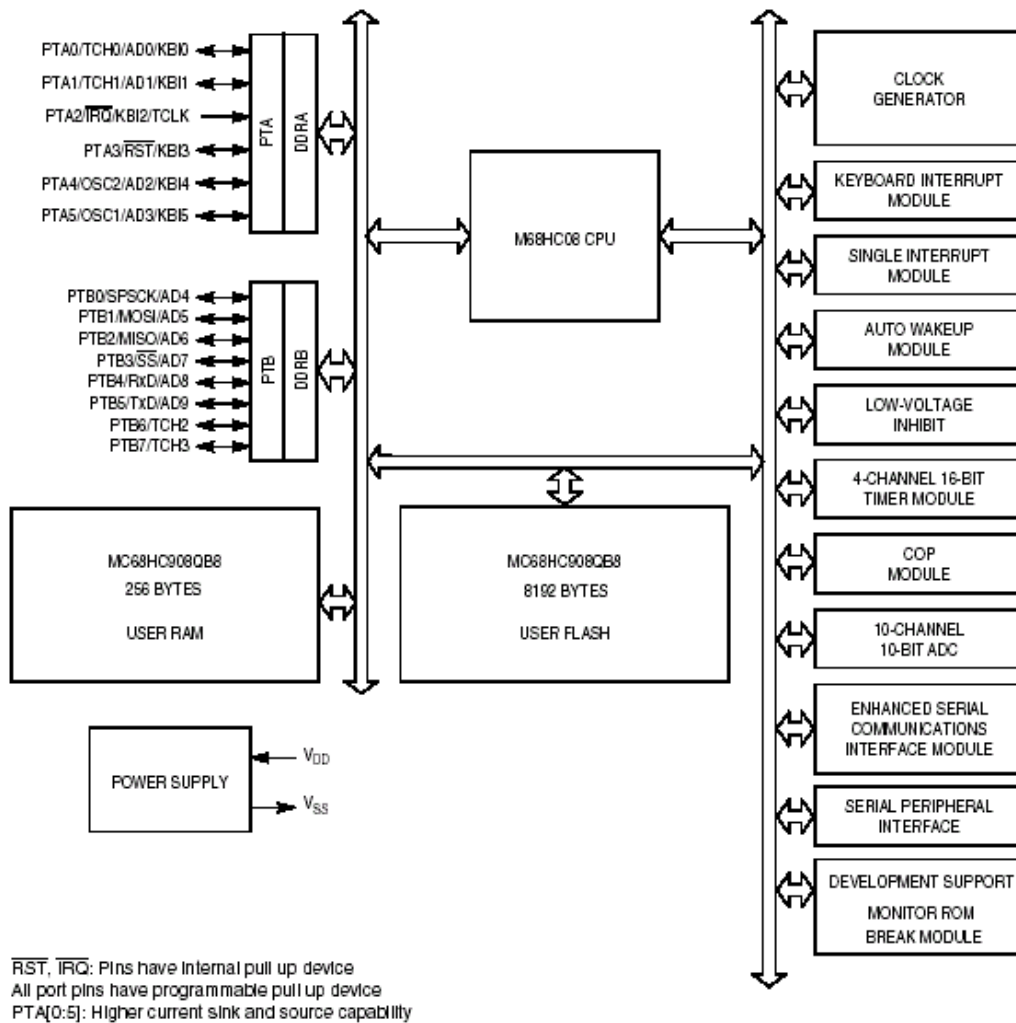 PTA0/TCH0/AD0/KBI0
PTA1/TCH1/AD1/KBI1
PTA2/IRQ/KBI2/TCLK
PTA3/RST/KBI3
PTA4/OSC2/AD2/KBI4
PTA5/OSC1/AD3/KBI5
PTA
DDRA
PTB0/SPSCK/AD4
PTB1/MOSI/AD5
PTB2/MISO/AD6
PTB3/SS/AD7
PTB4/RxD/AD8
PTB5/TxD/AD9
PTB6/TCH2
PTB7/TCH3
PTB
DDRB
M68HC08 CPU
MC68HC908QB8
256 BYTES
USER RAM
MC68HC908QB8
8192 BYTES
USER FLASH
POWER SUPPLY
VDD
VSS
CLOCK
GENERATOR
KEYBOARD INTERRUPT
MODULE
SINGLE INTERRUPT
MODULE
AUTO WAKEUP
MODULE
LOW-VOLTAGE
INHIBIT
4-CHANNEL 16-BIT
TIMER MODULE
COP
MODULE
10-CHANNEL
10-BIT ADC
ENHANCED SERIAL
COMMUNICATIONS
INTERFACE MODULE
SERIAL PERIPHERAL
INTERFACE
DEVELOPMENT SUPPORT
MONITOR ROM
BREAK MODULE
RST, IRQ: Pins have internal pull up device
All port pins have programmable pull up device
PTA[0:5]: Higher current sink and source capability